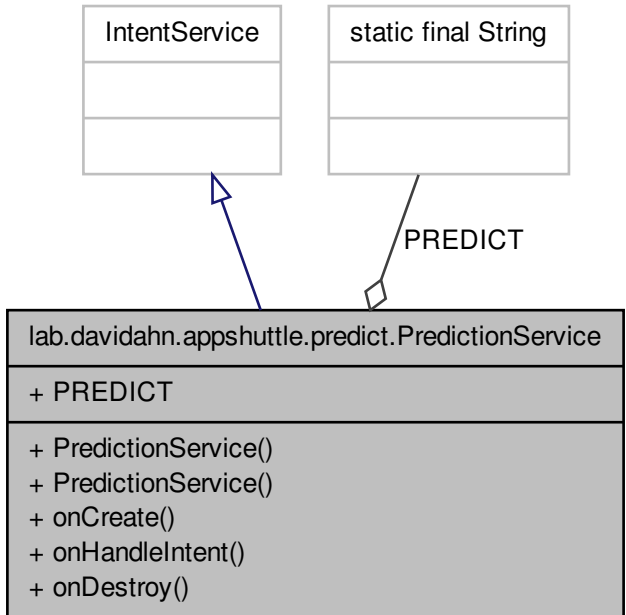 IntentService
static final String
PREDICT
lab.davidahn.appshuttle.predict.PredictionService
+ PREDICT
+ PredictionService()
+ PredictionService()
+ onCreate()
+ onHandleIntent()
+ onDestroy()